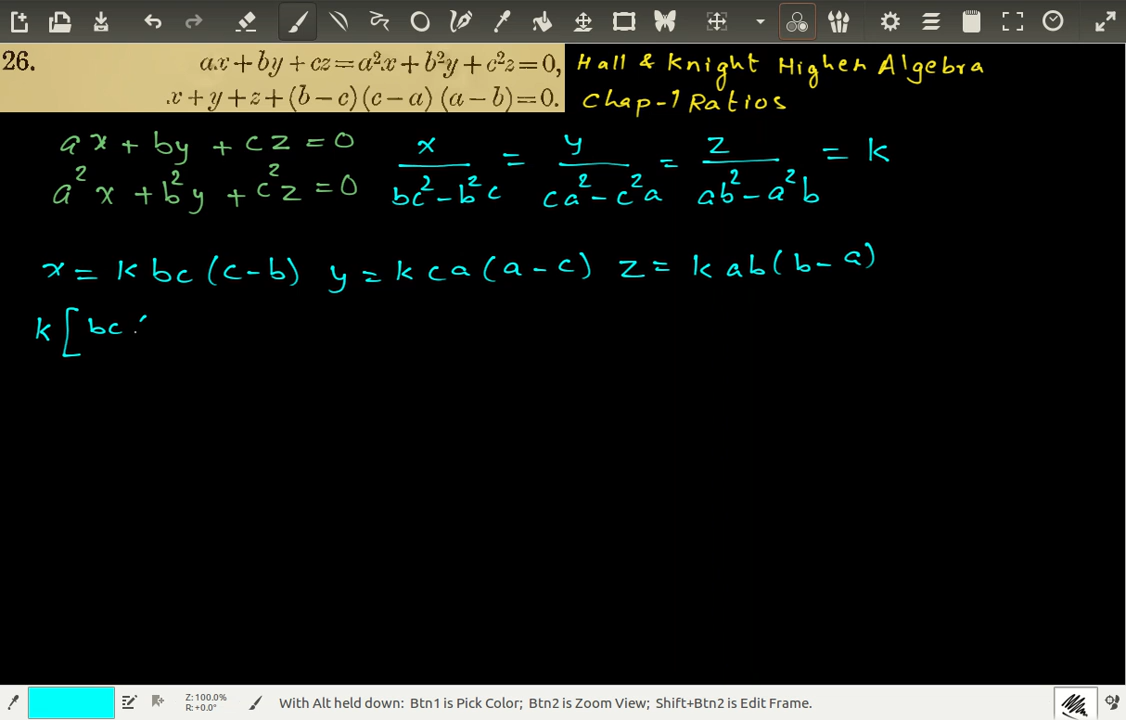 26. ax+by+cz=a²x+b²y+c²z=0,
x+y+z+(b−c)(c−a)(a−b)=0.
Hall & Knight Higher Algebra
Chap-1 Ratios
ax + by + cz = 0
a²x + b²y + c²z = 0
x/(bc²−b²c) = y/(ca²−c²a) = z/(ab²−a²b) = k
x = k bc (c−b) y = k ca (a−c) z = k ab (b−a)
k [ bc
Z: 100.0%
R: +0.0°
With Alt held down: Btn1 is Pick Color; Btn2 is Zoom View; Shift+Btn2 is Edit Frame.